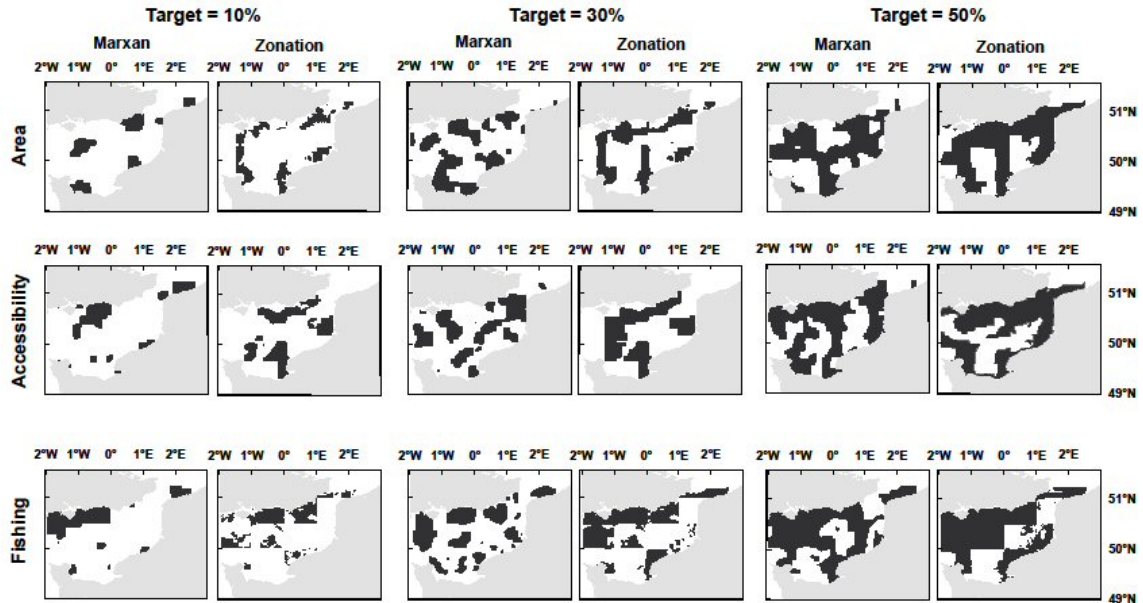 Target = 10% Target = 30% Target = 50%
Marxan Zonation Marxan Zonation Marxan Zonation
2°W 1°W 0° 1°E 2°E 2°W 1°W 0° 1°E 2°E 2°W 1°W 0° 1°E 2°E 2°W 1°W 0° 1°E 2°E 2°W 1°W 0° 1°E 2°E 2°W 1°W 0° 1°E 2°E
Area
51°N
50°N
49°N
2°W 1°W 0° 1°E 2°E 2°W 1°W 0° 1°E 2°E 2°W 1°W 0° 1°E 2°E 2°W 1°W 0° 1°E 2°E 2°W 1°W 0° 1°E 2°E 2°W 1°W 0° 1°E 2°E
Accessibility
51°N
50°N
49°N
2°W 1°W 0° 1°E 2°E 2°W 1°W 0° 1°E 2°E 2°W 1°W 0° 1°E 2°E 2°W 1°W 0° 1°E 2°E 2°W 1°W 0° 1°E 2°E 2°W 1°W 0° 1°E 2°E
Fishing
51°N
50°N
49°N